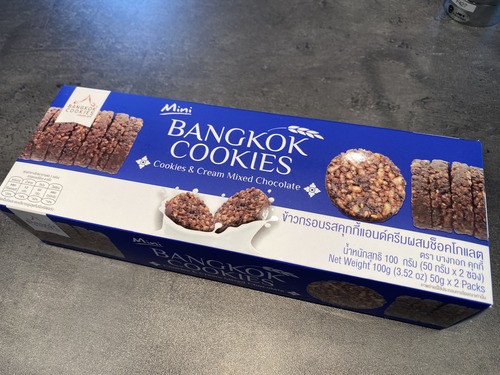 BANGKOK
COOKIES
Mini
BANGKOK
COOKIES
Cookies & Cream Mixed Chocolate
ข้าวกรอบรสคุกกี้แอนด์ครีมผสมช็อคโกแลต
ตรา บางกอก คุกกี้
น้ำหนักสุทธิ 100 กรัม (50 กรัม x 2 ซอง)
Net Weight 100g (3.52 oz) 50g x 2 Packs
Mini
BANGKOK
COOKIES